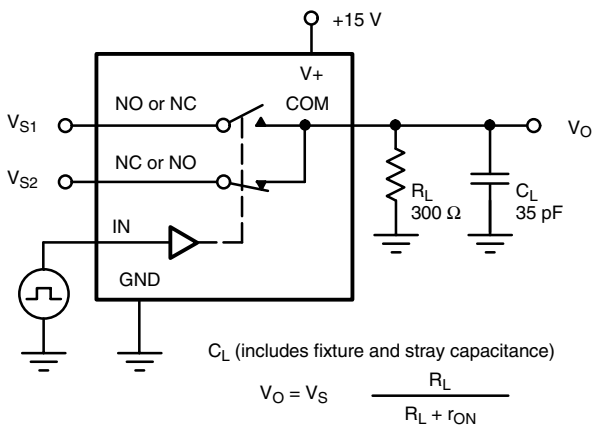 +15 V
V+
NO or NC
COM
VS1
VO
NC or NO
VS2
RL
300 Ω
CL
35 pF
IN
GND
CL (includes fixture and stray capacitance)
VO = VS RL
RL + rON